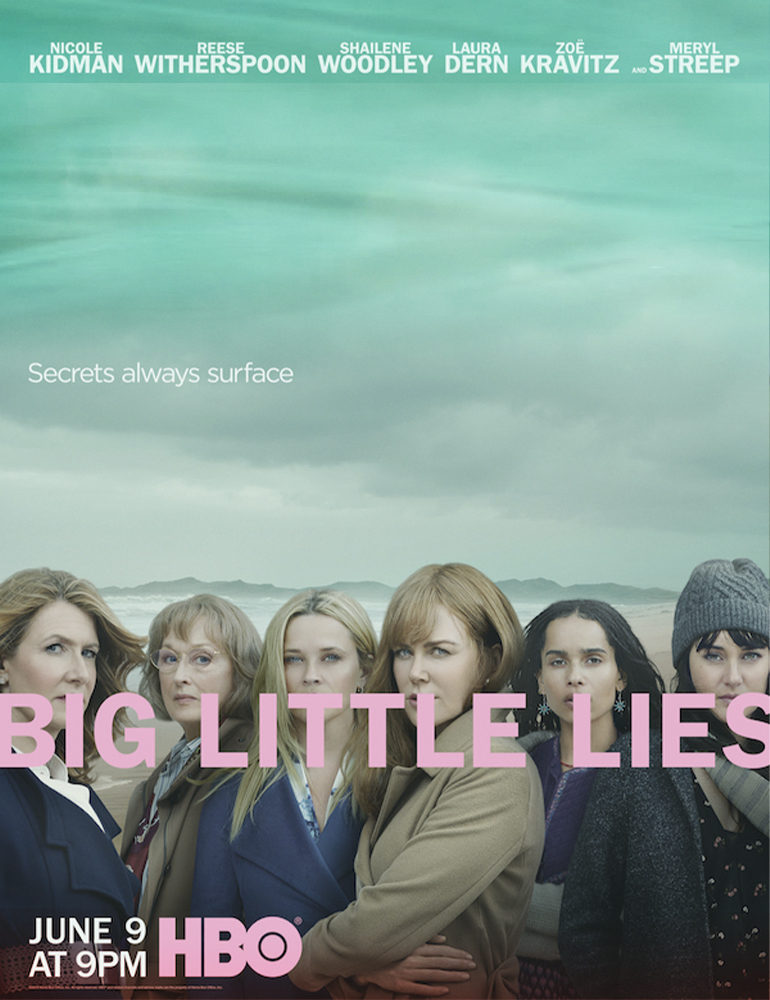 NICOLE REESE SHAILENE LAURA ZOË MERYL
KIDMAN WITHERSPOON WOODLEY DERN KRAVITZ AND STREEP
Secrets always surface
BIG LITTLE LIES
JUNE 9
AT 9PM HBO®